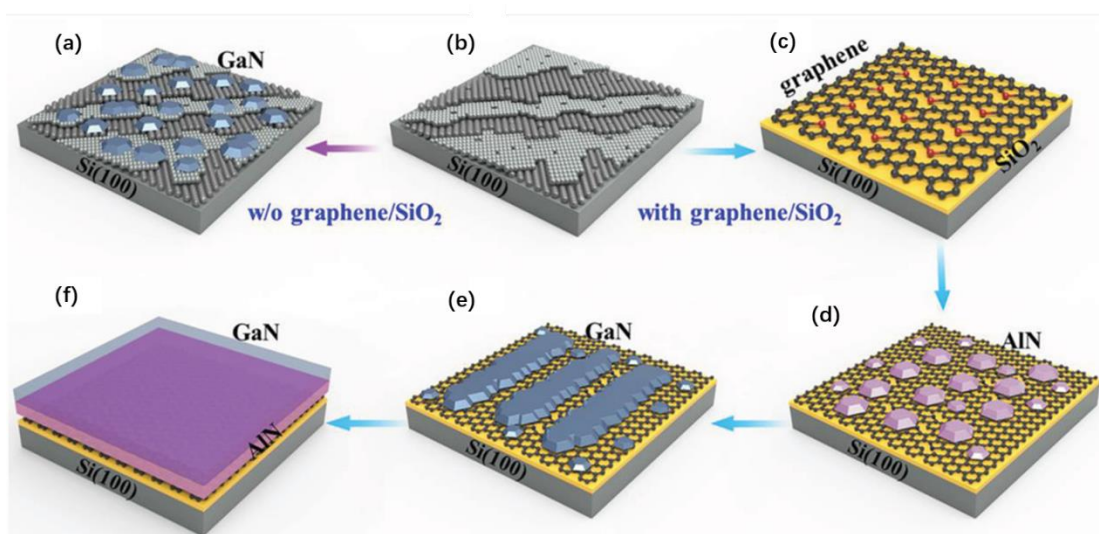 (a)
GaN
Si(100)
w/o graphene/SiO₂
(b)
Si(100)
with graphene/SiO₂
(c)
graphene
SiO₂
Si(100)
(d)
AlN
Si(100)
(e)
GaN
Si(100)
(f)
GaN
AlN
Si(100)